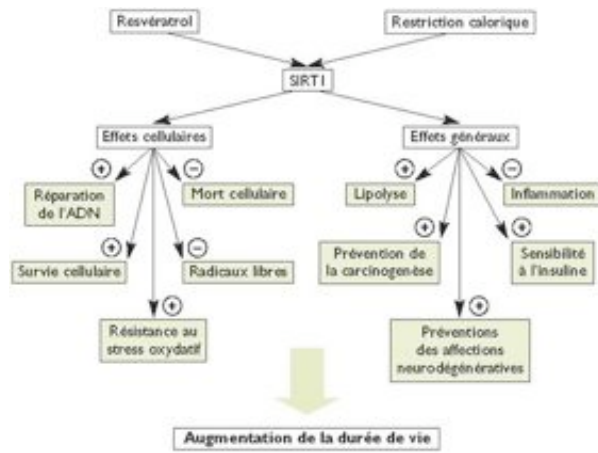 Resvératrol
Restriction calorique
SIRT1
Effets cellulaires
Effets généraux
+
−
Réparation
de l'ADN
Mort cellulaire
+
−
Survie cellulaire
Radicaux libres
+
Résistance au
stress oxydatif
+
−
Lipolyse
Inflammation
+
+
Prévention de
la carcinogenèse
Sensibilité
à l'insuline
+
Préventions
des affections
neurodégénératives
Augmentation de la durée de vie